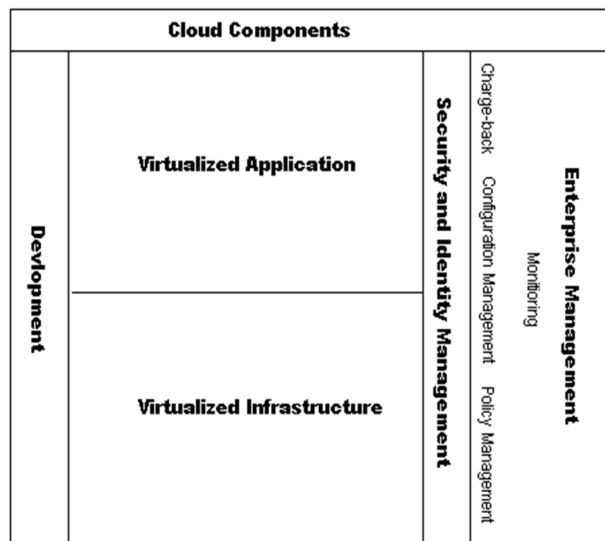 Cloud Components
Devlopment
Virtualized Application
Virtualized Infrastructure
Security and Identity Management
Charge-back Configuration Management Policy Management
Monitioring
Enterprise Management